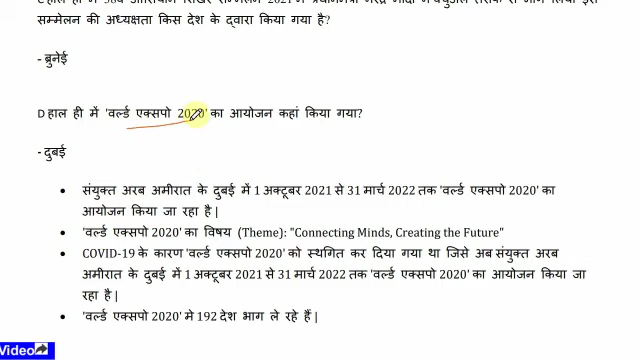 सम्मेलन की अध्यक्षता किस देश के द्वारा किया गया है?
- ब्रुनेई
D हाल ही में 'वर्ल्ड एक्सपो 2020' का आयोजन कहां किया गया?
- दुबई
• संयुक्त अरब अमीरात के दुबई में 1 अक्टूबर 2021 से 31 मार्च 2022 तक 'वर्ल्ड एक्सपो 2020' का
आयोजन किया जा रहा है |
• 'वर्ल्ड एक्सपो 2020' का विषय (Theme): "Connecting Minds, Creating the Future"
• COVID-19 के कारण 'वर्ल्ड एक्सपो 2020' को स्थगित कर दिया गया था जिसे अब संयुक्त अरब
अमीरात के दुबई में 1 अक्टूबर 2021 से 31 मार्च 2022 तक 'वर्ल्ड एक्सपो 2020' का आयोजन किया जा
रहा है |
• 'वर्ल्ड एक्सपो 2020' मे 192 देश भाग ले रहे हैं |
Video